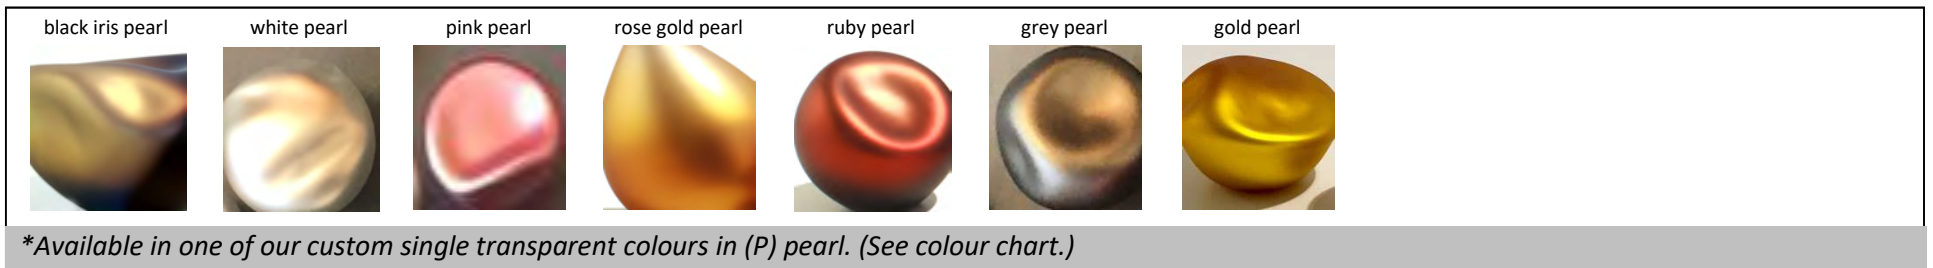 black iris pearl white pearl pink pearl rose gold pearl ruby pearl grey pearl gold pearl
*Available in one of our custom single transparent colours in (P) pearl. (See colour chart.)